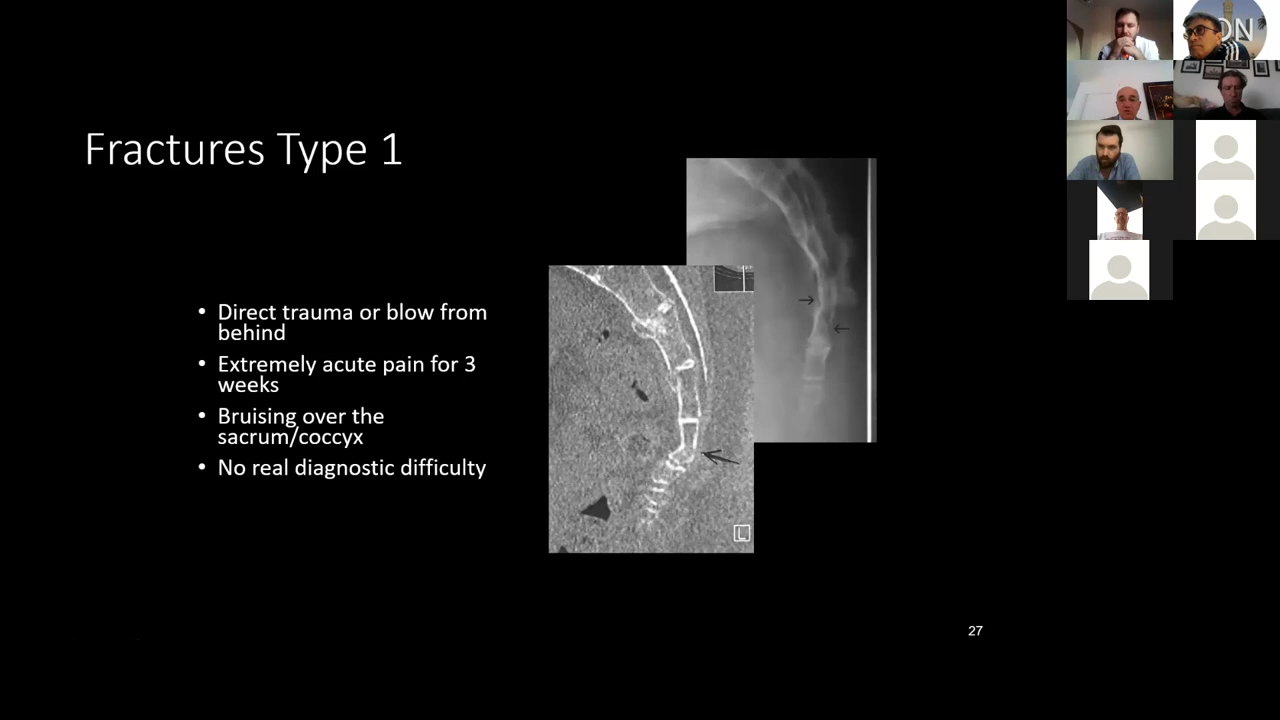 Fractures Type 1
• Direct trauma or blow from
behind
• Extremely acute pain for 3
weeks
• Bruising over the
sacrum/coccyx
• No real diagnostic difficulty
L
27
ON